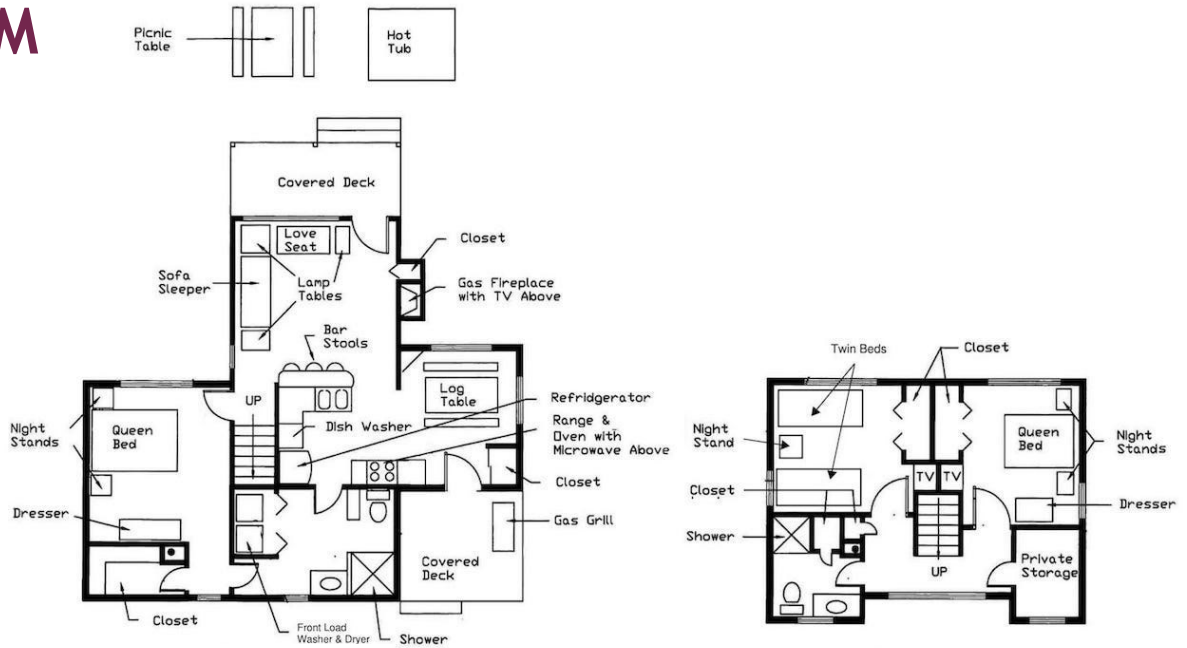 M
Picnic
Table
Hot
Tub
Covered Deck
Love
Seat
Closet
Sofa
Sleeper
Lamp
Tables
Gas Fireplace
with TV Above
Bar
Stools
Log
Table
Refridgerator
UP
Dish Washer
Range &
Oven with
Microwave Above
Night
Stands
Queen
Bed
Closet
Dresser
Gas Grill
Covered
Deck
Closet
Front Load
Washer & Dryer
Shower
Twin Beds
Closet
Night
Stand
Queen
Bed
Night
Stands
TV
TV
Closet
Dresser
Shower
UP
Private
Storage